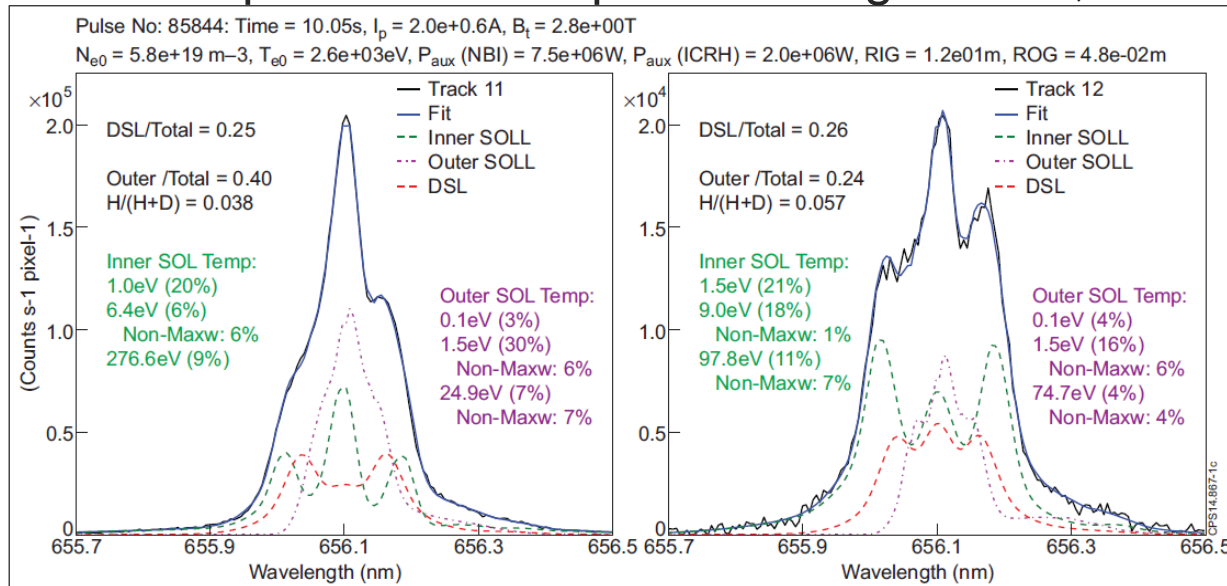 Pulse No: 85844: Time = 10.05s, Ip = 2.0e+0.6A, Bt = 2.8e+00T
Ne0 = 5.8e+19 m–3, Te0 = 2.6e+03eV, Paux (NBI) = 7.5e+06W, Paux (ICRH) = 2.0e+06W, RIG = 1.2e01m, ROG = 4.8e-02m
×10⁵
2.0
1.5
1.0
0.5
0
(Counts s-1 pixel-1)
DSL/Total = 0.25
Outer /Total = 0.40
H/(H+D) = 0.038
Track 11
Fit
Inner SOLL
Outer SOLL
DSL
Inner SOL Temp:
1.0eV (20%)
6.4eV (6%)
Non-Maxw: 6%
276.6eV (9%)
Outer SOL Temp:
0.1eV (3%)
1.5eV (30%)
Non-Maxw: 6%
24.9eV (7%)
Non-Maxw: 7%
655.7
655.9
656.1
656.3
656.5
Wavelength (nm)
×10⁴
2.0
1.5
1.0
0.5
0
DSL/Total = 0.26
Outer /Total = 0.24
H/(H+D) = 0.057
Track 12
Fit
Inner SOLL
Outer SOLL
DSL
Inner SOL Temp:
1.5eV (21%)
9.0eV (18%)
Non-Maxw: 1%
97.8eV (11%)
Non-Maxw: 7%
Outer SOL Temp:
0.1eV (4%)
1.5eV (16%)
Non-Maxw: 6%
74.7eV (4%)
Non-Maxw: 4%
655.7
655.9
656.1
656.3
656.5
Wavelength (nm)
CPS14.867-1c